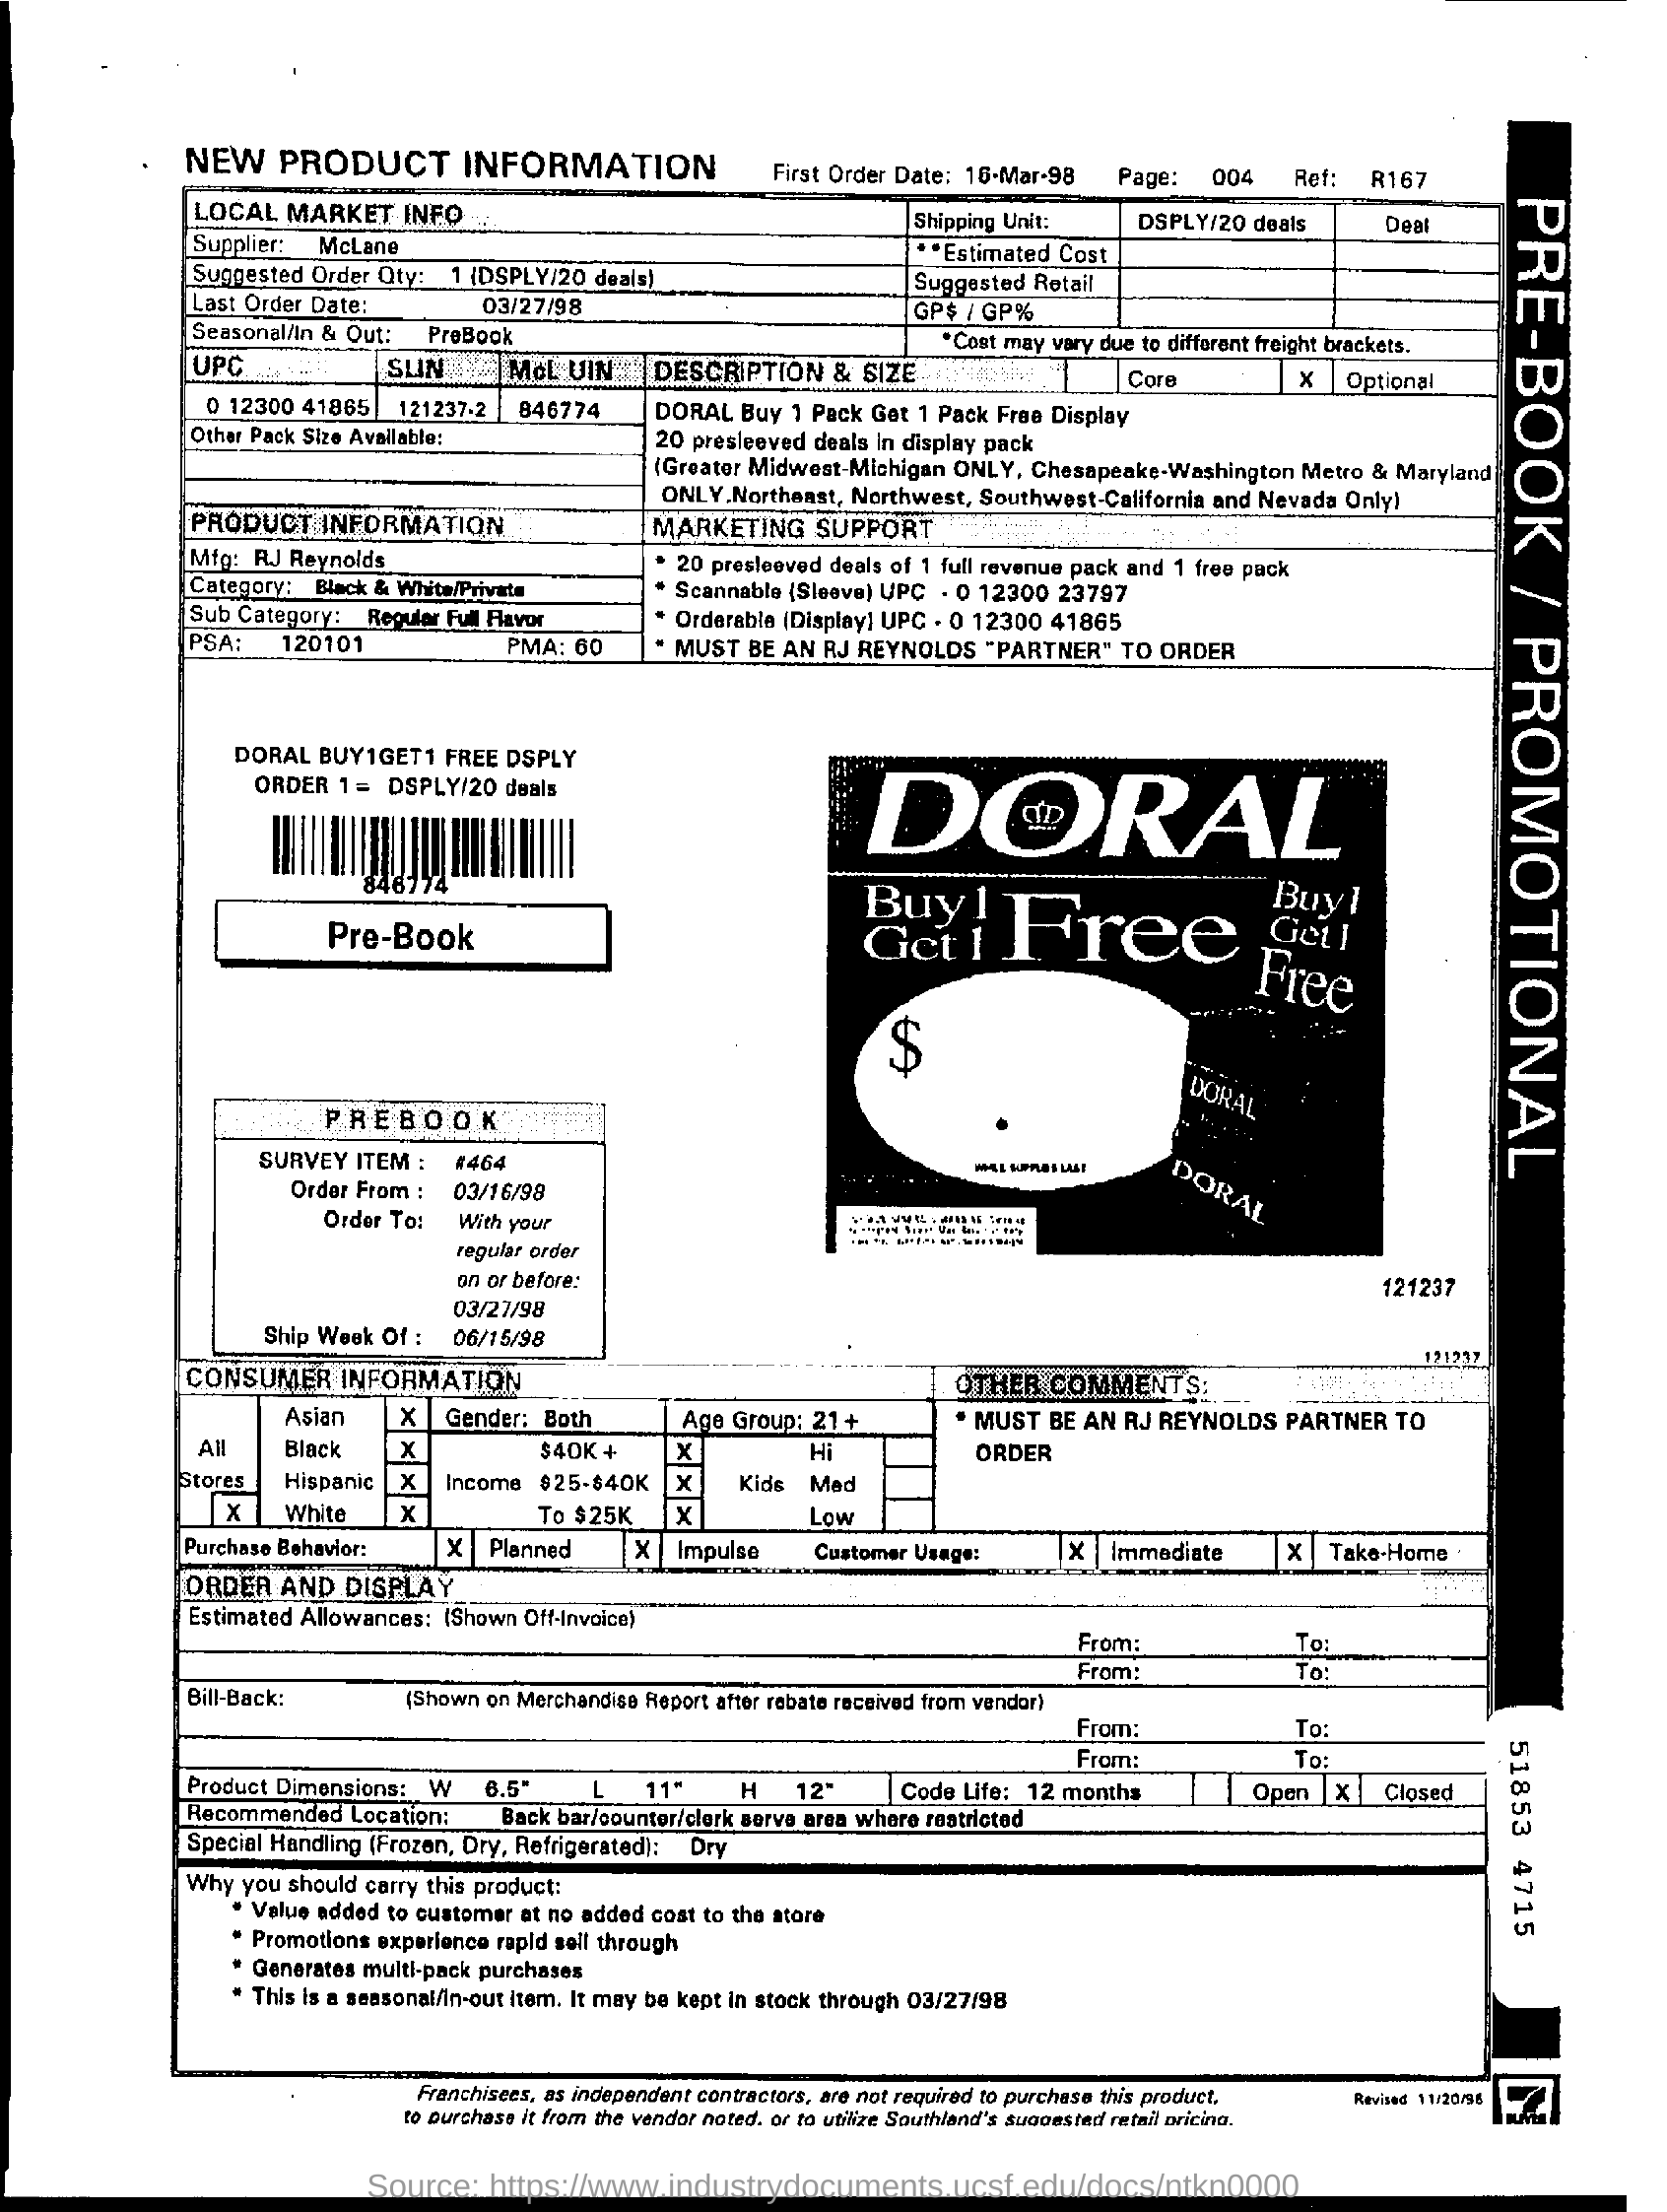 NEW PRODUCT INFORMATION First Order Date: 16-Mar-98 Page: 004 Ref: R167
LOCAL MARKET INFO Shipping Unit: DSPLY/20 deals Deal
Supplier: McLane **Estimated Cost
Suggested Order Qty: 1 (DSPLY/20 deals) Suggested Retail
Last Order Date: 03/27/98 GP$ / GP%
Seasonal/In & Out: PreBook *Cost may vary due to different freight brackets.
UPC SLIN McL UIN DESCRIPTION & SIZE Core X Optional
0 12300 41865 121237-2 846774 DORAL Buy 1 Pack Get 1 Pack Free Display
Other Pack Size Available: 20 presleeved deals in display pack
(Greater Midwest-Michigan ONLY, Chesapeake-Washington Metro & Maryland
ONLY.Northeast, Northwest, Southwest-California and Nevada Only)
PRODUCT INFORMATION MARKETING SUPPORT
Mfg: RJ Reynolds * 20 presleeved deals of 1 full revenue pack and 1 free pack
Category: Black & White/Private * Scannable (Sleeve) UPC - 0 12300 23797
Sub Category: Regular Full Flavor * Orderable (Display) UPC - 0 12300 41865
PSA: 120101 PMA: 60 * MUST BE AN RJ REYNOLDS "PARTNER" TO ORDER
DORAL BUY1GET1 FREE DSPLY
ORDER 1 = DSPLY/20 deals
846774
Pre-Book
DORAL
Buy 1 Get 1 Free
Buy 1
Get 1
Free
$ .
DORAL
WHILE SUPPLIES LAST
DORAL
121237
PREBOOK
SURVEY ITEM : #464
Order From : 03/16/98
Order To: With your
regular order
on or before:
03/27/98
Ship Week Of : 06/15/98
121237
CONSUMER INFORMATION OTHER COMMENTS:
Asian X Gender: Both Age Group: 21 + * MUST BE AN RJ REYNOLDS PARTNER TO
All Black X $40K + X Hi ORDER
Stores Hispanic X Income $25-$40K X Kids Med
X White X To $25K X Low
Purchase Behavior: X Planned X Impulse Customer Usage: X Immediate X Take-Home
ORDER AND DISPLAY
Estimated Allowances: (Shown Off-Invoice)
From: To:
From: To:
Bill-Back: (Shown on Merchandise Report after rebate received from vendor)
From: To:
From: To:
Product Dimensions: W 6.5" L 11" H 12" Code Life: 12 months Open X Closed
Recommended Location: Back bar/counter/clerk serve area where restricted
Special Handling (Frozen, Dry, Refrigerated): Dry
Why you should carry this product:
* Value added to customer at no added cost to the store
* Promotions experience rapid sell through
* Generates multi-pack purchases
* This is a seasonal/in-out item. It may be kept in stock through 03/27/98
Franchisees, as independent contractors, are not required to purchase this product,
to purchase it from the vendor noted, or to utilize Southland's suggested retail pricing.
Revised 11/20/96
PRE-BOOK / PROMOTIONAL
51853 4715
7 ELEVEN
Source: https://www.industrydocuments.ucsf.edu/docs/ntkn0000